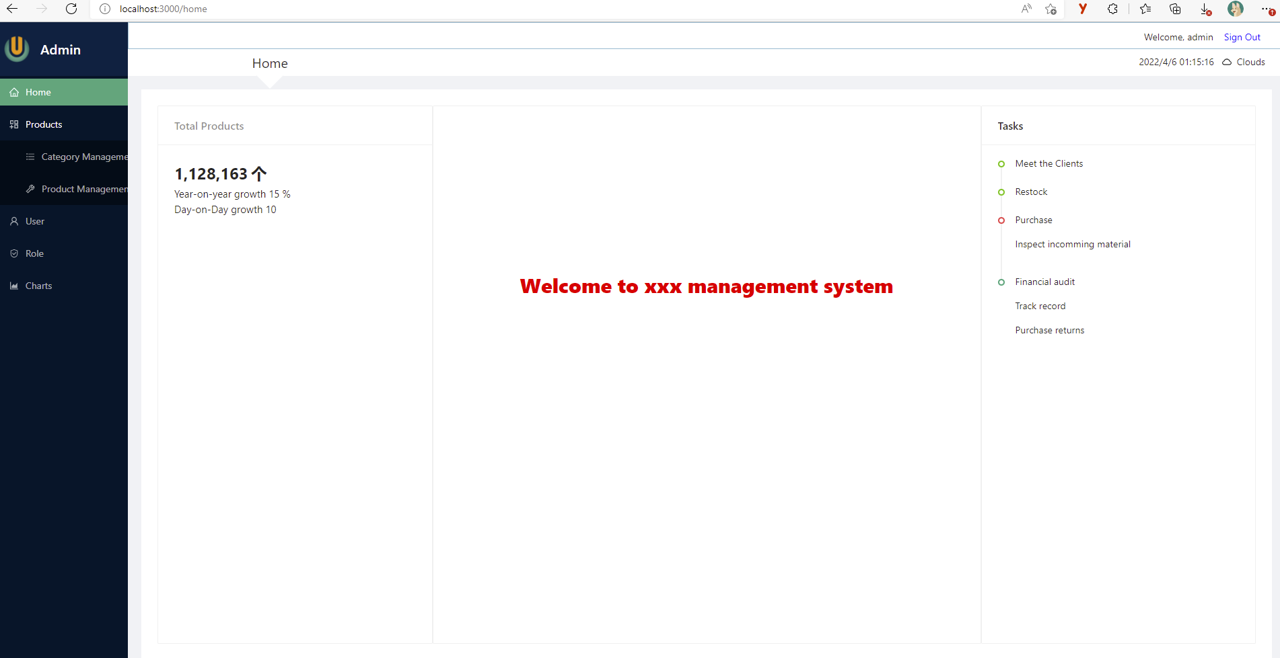 localhost:3000/home
Welcome, admin Sign Out
Admin
Home
2022/4/6 01:15:16 Clouds
Home
Products
Category Manageme
Product Managemen
User
Role
Charts
Total Products
1,128,163 个
Year-on-year growth 15 %
Day-on-Day growth 10
Welcome to xxx management system
Tasks
Meet the Clients
Restock
Purchase
Inspect incomming material
Financial audit
Track record
Purchase returns